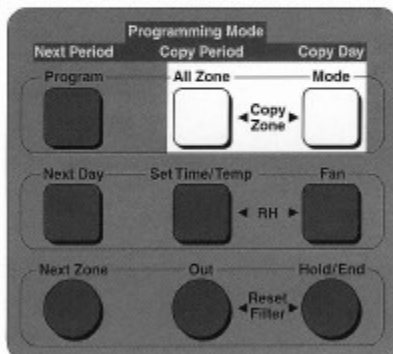 Programming Mode
Next Period Copy Period Copy Day
Program All Zone Mode
Copy
Zone
Next Day Set Time/Temp Fan
RH
Next Zone Out Hold/End
Reset
Filter